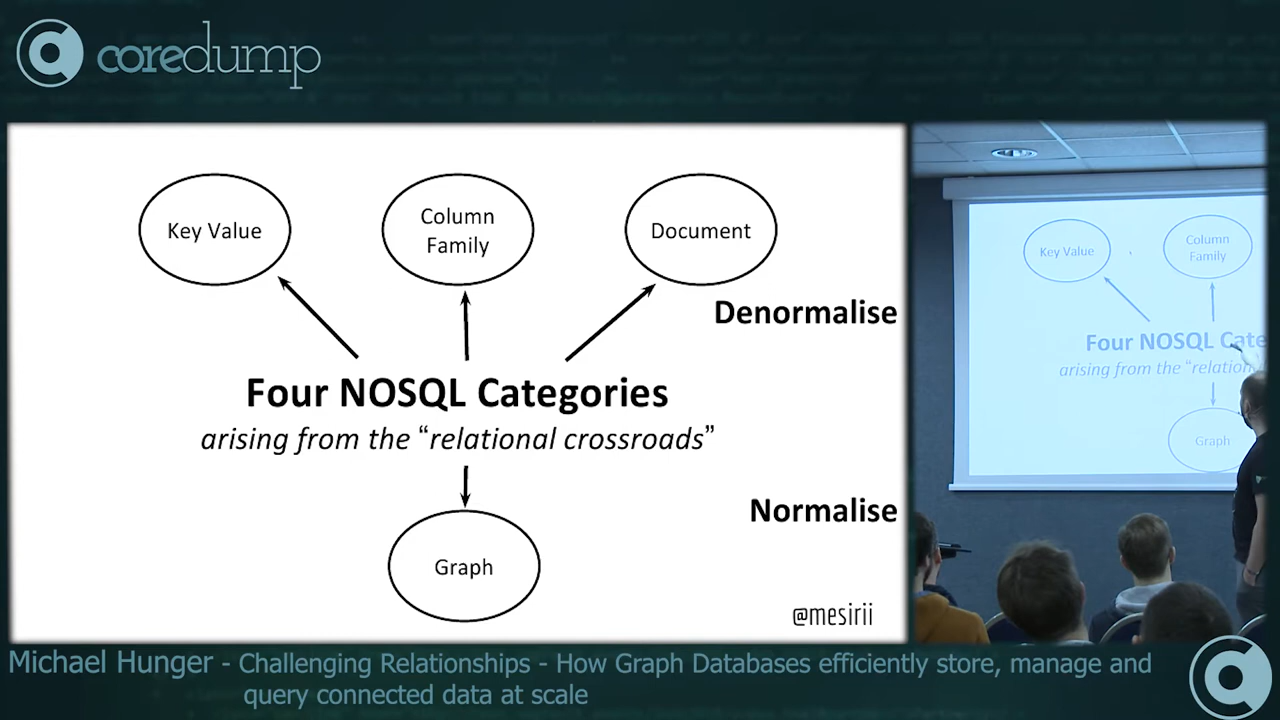 coredump
Key Value
Column
Family
Document
Denormalise
Four NOSQL Categories
arising from the “relational crossroads”
Normalise
Graph
@mesirii
Key Value
Column
Family
Four NOSQL Cate
arising from the “relation
Graph
Michael Hunger - Challenging Relationships - How Graph Databases efficiently store, manage and
query connected data at scale